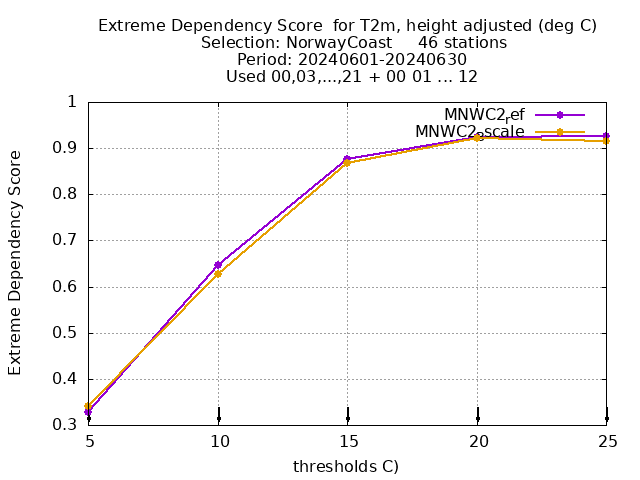 Extreme Dependency Score  for T2m, height adjusted (deg C)
Selection: NorwayCoast     46 stations
Period: 20240601-20240630
Used 00,03,...,21 + 00 01 ... 12
MNWC2ref
MNWC2scale
1
0.9
0.8
0.7
0.6
0.5
0.4
0.3
Extreme Dependency Score
5 10 15 20 25
thresholds C)